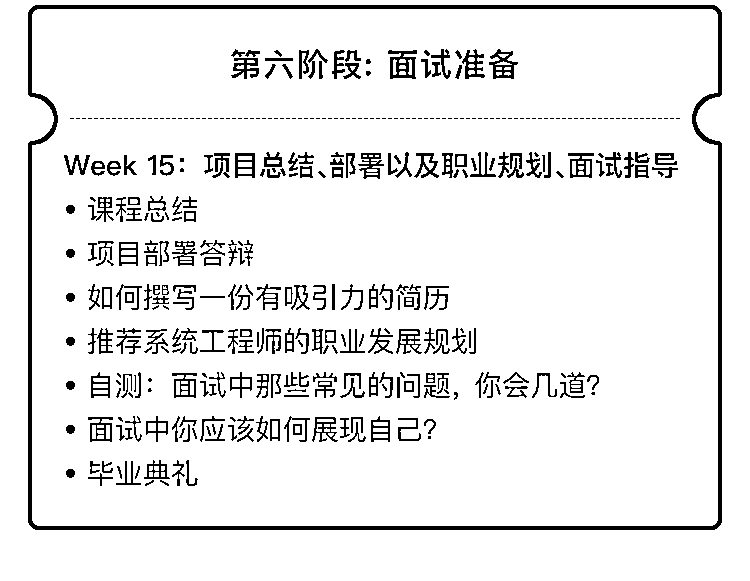 第六阶段: 面试准备
Week 15：项目总结、部署以及职业规划、面试指导
• 课程总结
• 项目部署答辩
• 如何撰写一份有吸引力的简历
• 推荐系统工程师的职业发展规划
• 自测：面试中那些常见的问题，你会几道?
• 面试中你应该如何展现自己?
• 毕业典礼